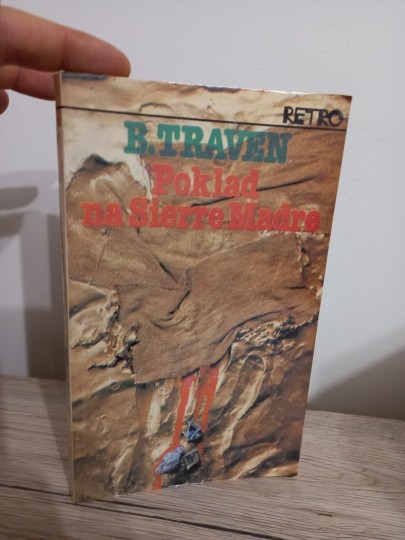 RETRO
B. TRAVEN
Poklad
na Sierre Madre